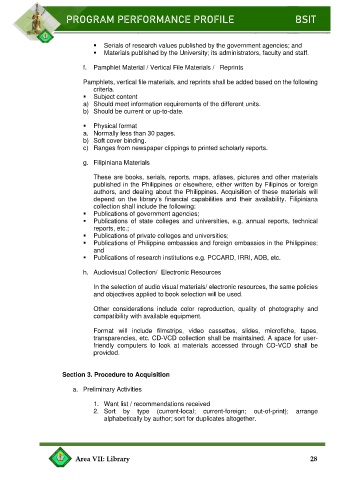 PROGRAM PERFORMANCE PROFILE BSIT
▪ Serials of research values published by the government agencies; and
▪ Materials published by the University; its administrators, faculty and staff.
f. Pamphlet Material / Vertical File Materials / Reprints
Pamphlets, vertical file materials, and reprints shall be added based on the following
criteria.
▪ Subject content
a) Should meet information requirements of the different units.
b) Should be current or up-to-date.
▪ Physical format
a. Normally less than 30 pages.
b) Soft cover binding.
c) Ranges from newspaper clippings to printed scholarly reports.
g. Filipiniana Materials
These are books, serials, reports, maps, atlases, pictures and other materials
published in the Philippines or elsewhere, either written by Filipinos or foreign
authors, and dealing about the Philippines. Acquisition of these materials will
depend on the library's financial capabilities and their availability. Filipiniana
collection shall include the following:
▪ Publications of government agencies;
▪ Publications of state colleges and universities, e.g. annual reports, technical
reports, etc.;
▪ Publications of private colleges and universities;
▪ Publications of Philippine embassies and foreign embassies in the Philippines;
and
▪ Publications of research institutions e.g. PCCARD, IRRI, ADB, etc.
h. Audiovisual Collection/ Electronic Resources
In the selection of audio visual materials/ electronic resources, the same policies
and objectives applied to book selection will be used.
Other considerations include color reproduction, quality of photography and
compatibility with available equipment.
Format will include filmstrips, video cassettes, slides, microfiche, tapes,
transparencies, etc. CD-VCD collection shall be maintained. A space for user-
friendly computers to look at materials accessed through CD-VCD shall be
provided.
Section 3. Procedure to Acquisition
a. Preliminary Activities
1. Want list / recommendations received
2. Sort by type (current-local; current-foreign; out-of-print); arrange
alphabetically by author; sort for duplicates altogether.
Area VII: Library 28